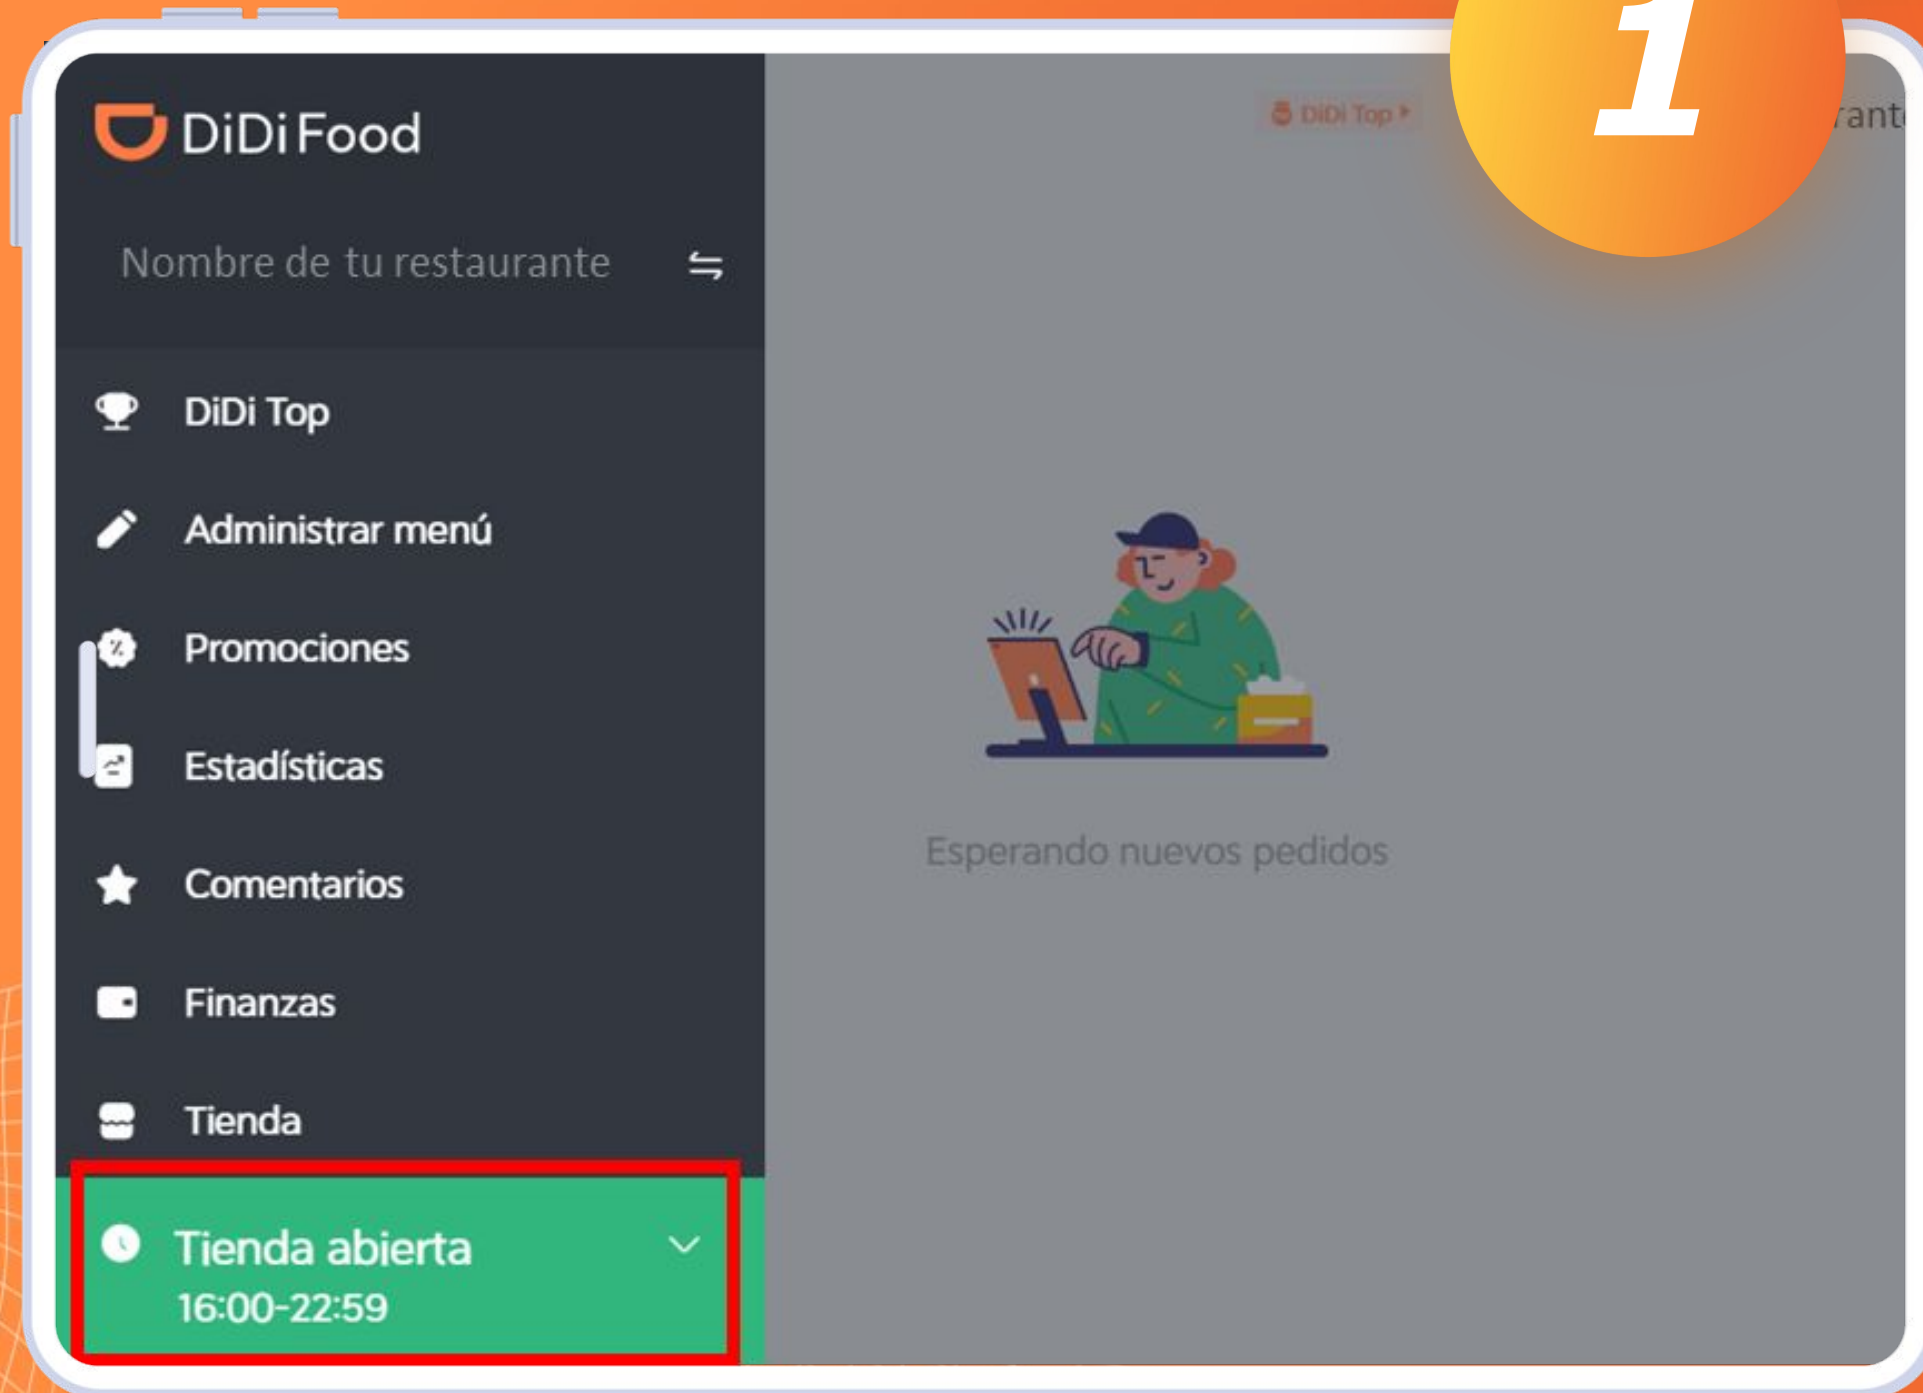 1
DiDi Food
DiDi Top
Nombre de tu restaurante
DiDi Top
Administrar menú
Promociones
Estadísticas
Comentarios
Finanzas
Tienda
Tienda abierta
16:00-22:59
Esperando nuevos pedidos